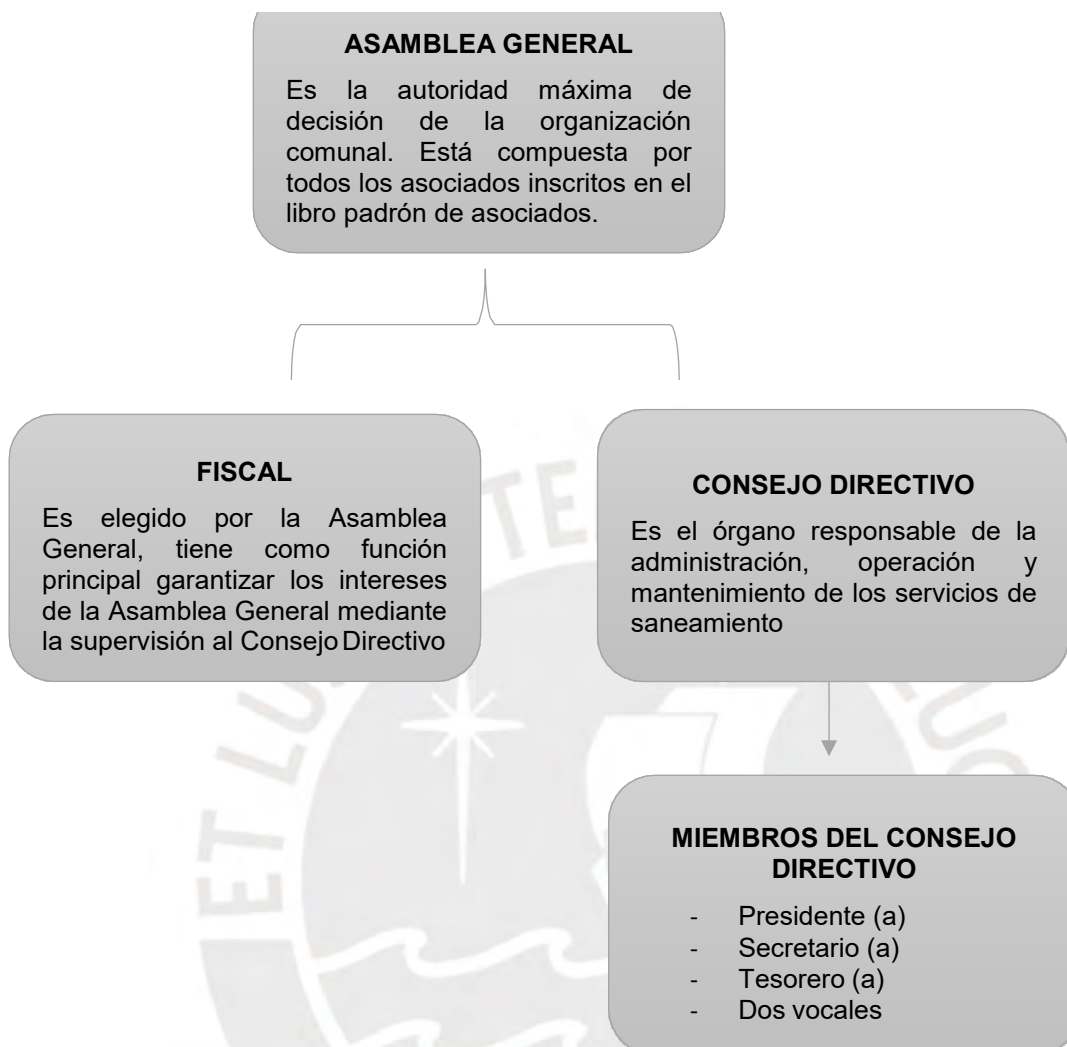 ASAMBLEA GENERAL
Es la autoridad máxima de
decisión de la organización
comunal. Está compuesta por
todos los asociados inscritos en el
libro padrón de asociados.
FISCAL
Es elegido por la Asamblea
General, tiene como función
principal garantizar los intereses
de la Asamblea General mediante
la supervisión al Consejo Directivo
CONSEJO DIRECTIVO
Es el órgano responsable de la
administración, operación y
mantenimiento de los servicios de
saneamiento
MIEMBROS DEL CONSEJO
DIRECTIVO
- Presidente (a)
- Secretario (a)
- Tesorero (a)
- Dos vocales
ET